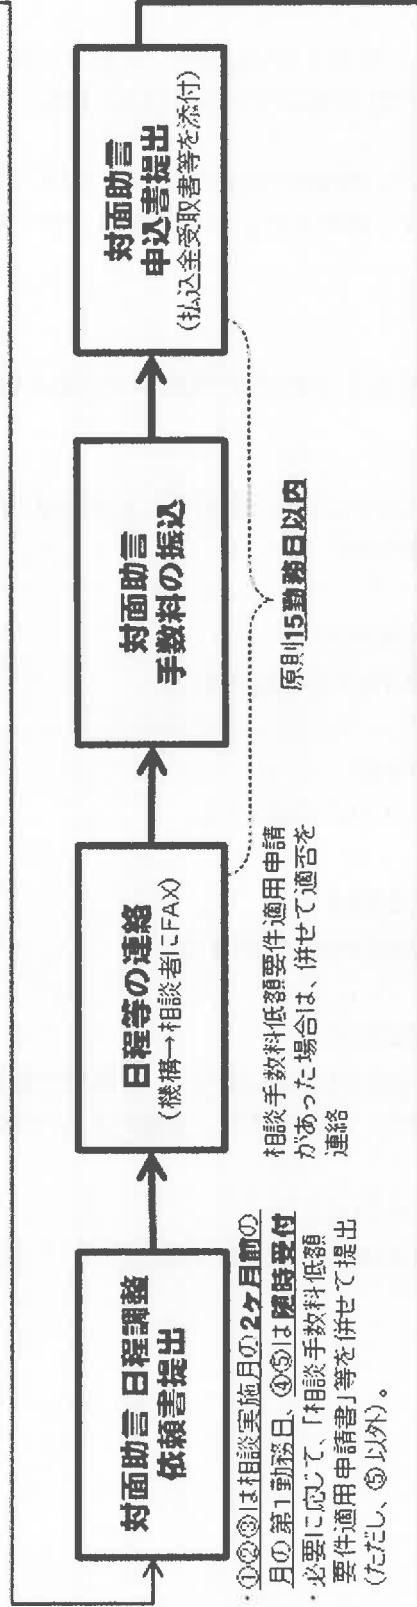 対面助言 日程調整
依頼書提出
・①②③は相談実施月の2ヶ月前の
月の第1勤務日、④⑤は随時受付
・必要に応じて、「相談手数料低額
要件適用申請書」等を併せて提出
(ただし、⑤以外)。
日程等の連絡
(機構→相談者にFAX)
相談手数料低額要件適用申請
があった場合は、併せて適否を
連絡
対面助言
手数料の振込
原則15勤務日以内
対面助言
申込書提出
(払込金受取書等を添付)